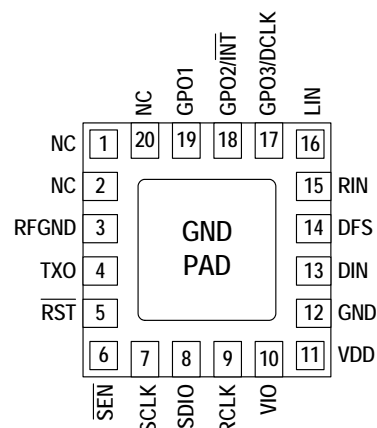 NC
GPO1
GPO2/INT
GPO3/DCLK
LIN
NC 1 20 19 18 17 16
NC 2 15 RIN
RFGND 3 14 DFS
GND
PAD
TXO 4 13 DIN
RST 5 12 GND
6 7 8 9 10 11 VDD
SEN
SCLK
SDIO
RCLK
VIO